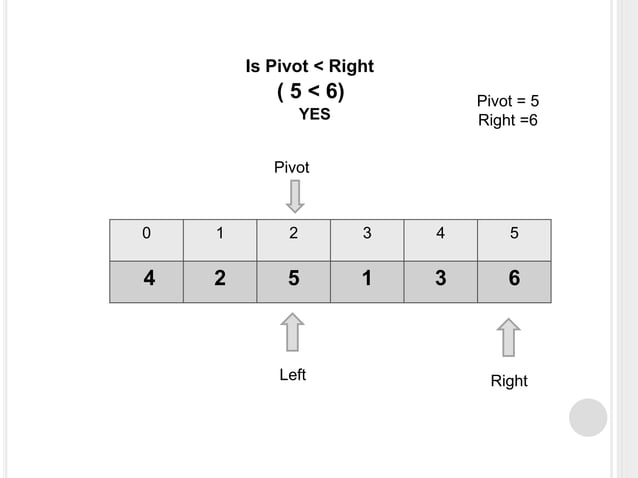 Is Pivot < Right
( 5 < 6)
YES
Pivot = 5
Right =6
Pivot
0 1 2 3 4 5
4 2 5 1 3 6
Left
Right